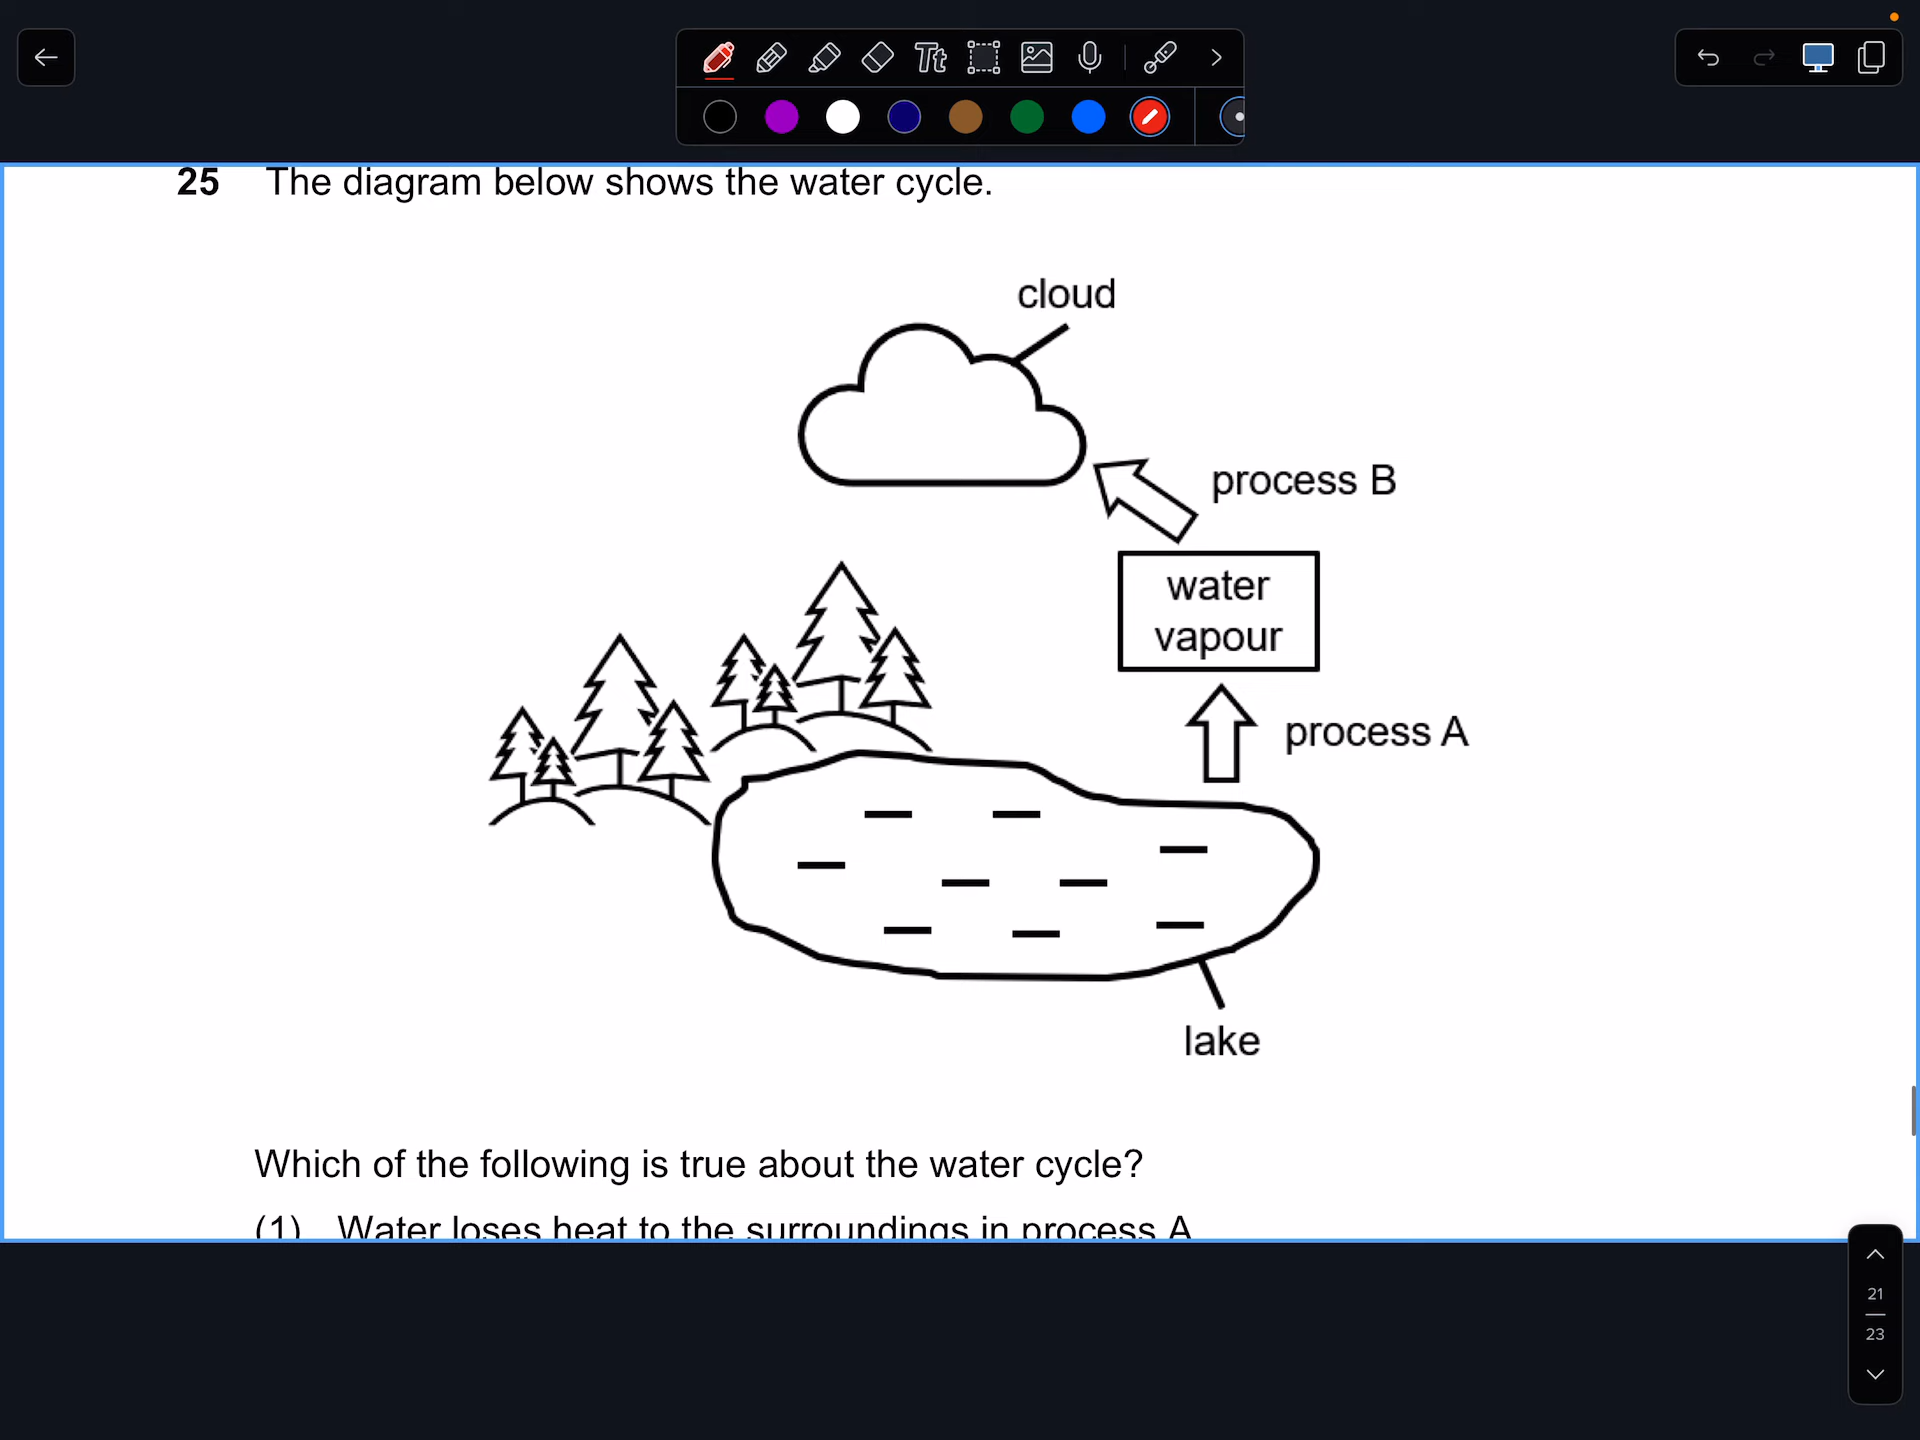 Tt
25 The diagram below shows the water cycle.
cloud
process B
water
vapour
process A
lake
Which of the following is true about the water cycle?
(1) Water loses heat to the surroundings in process A
21
23